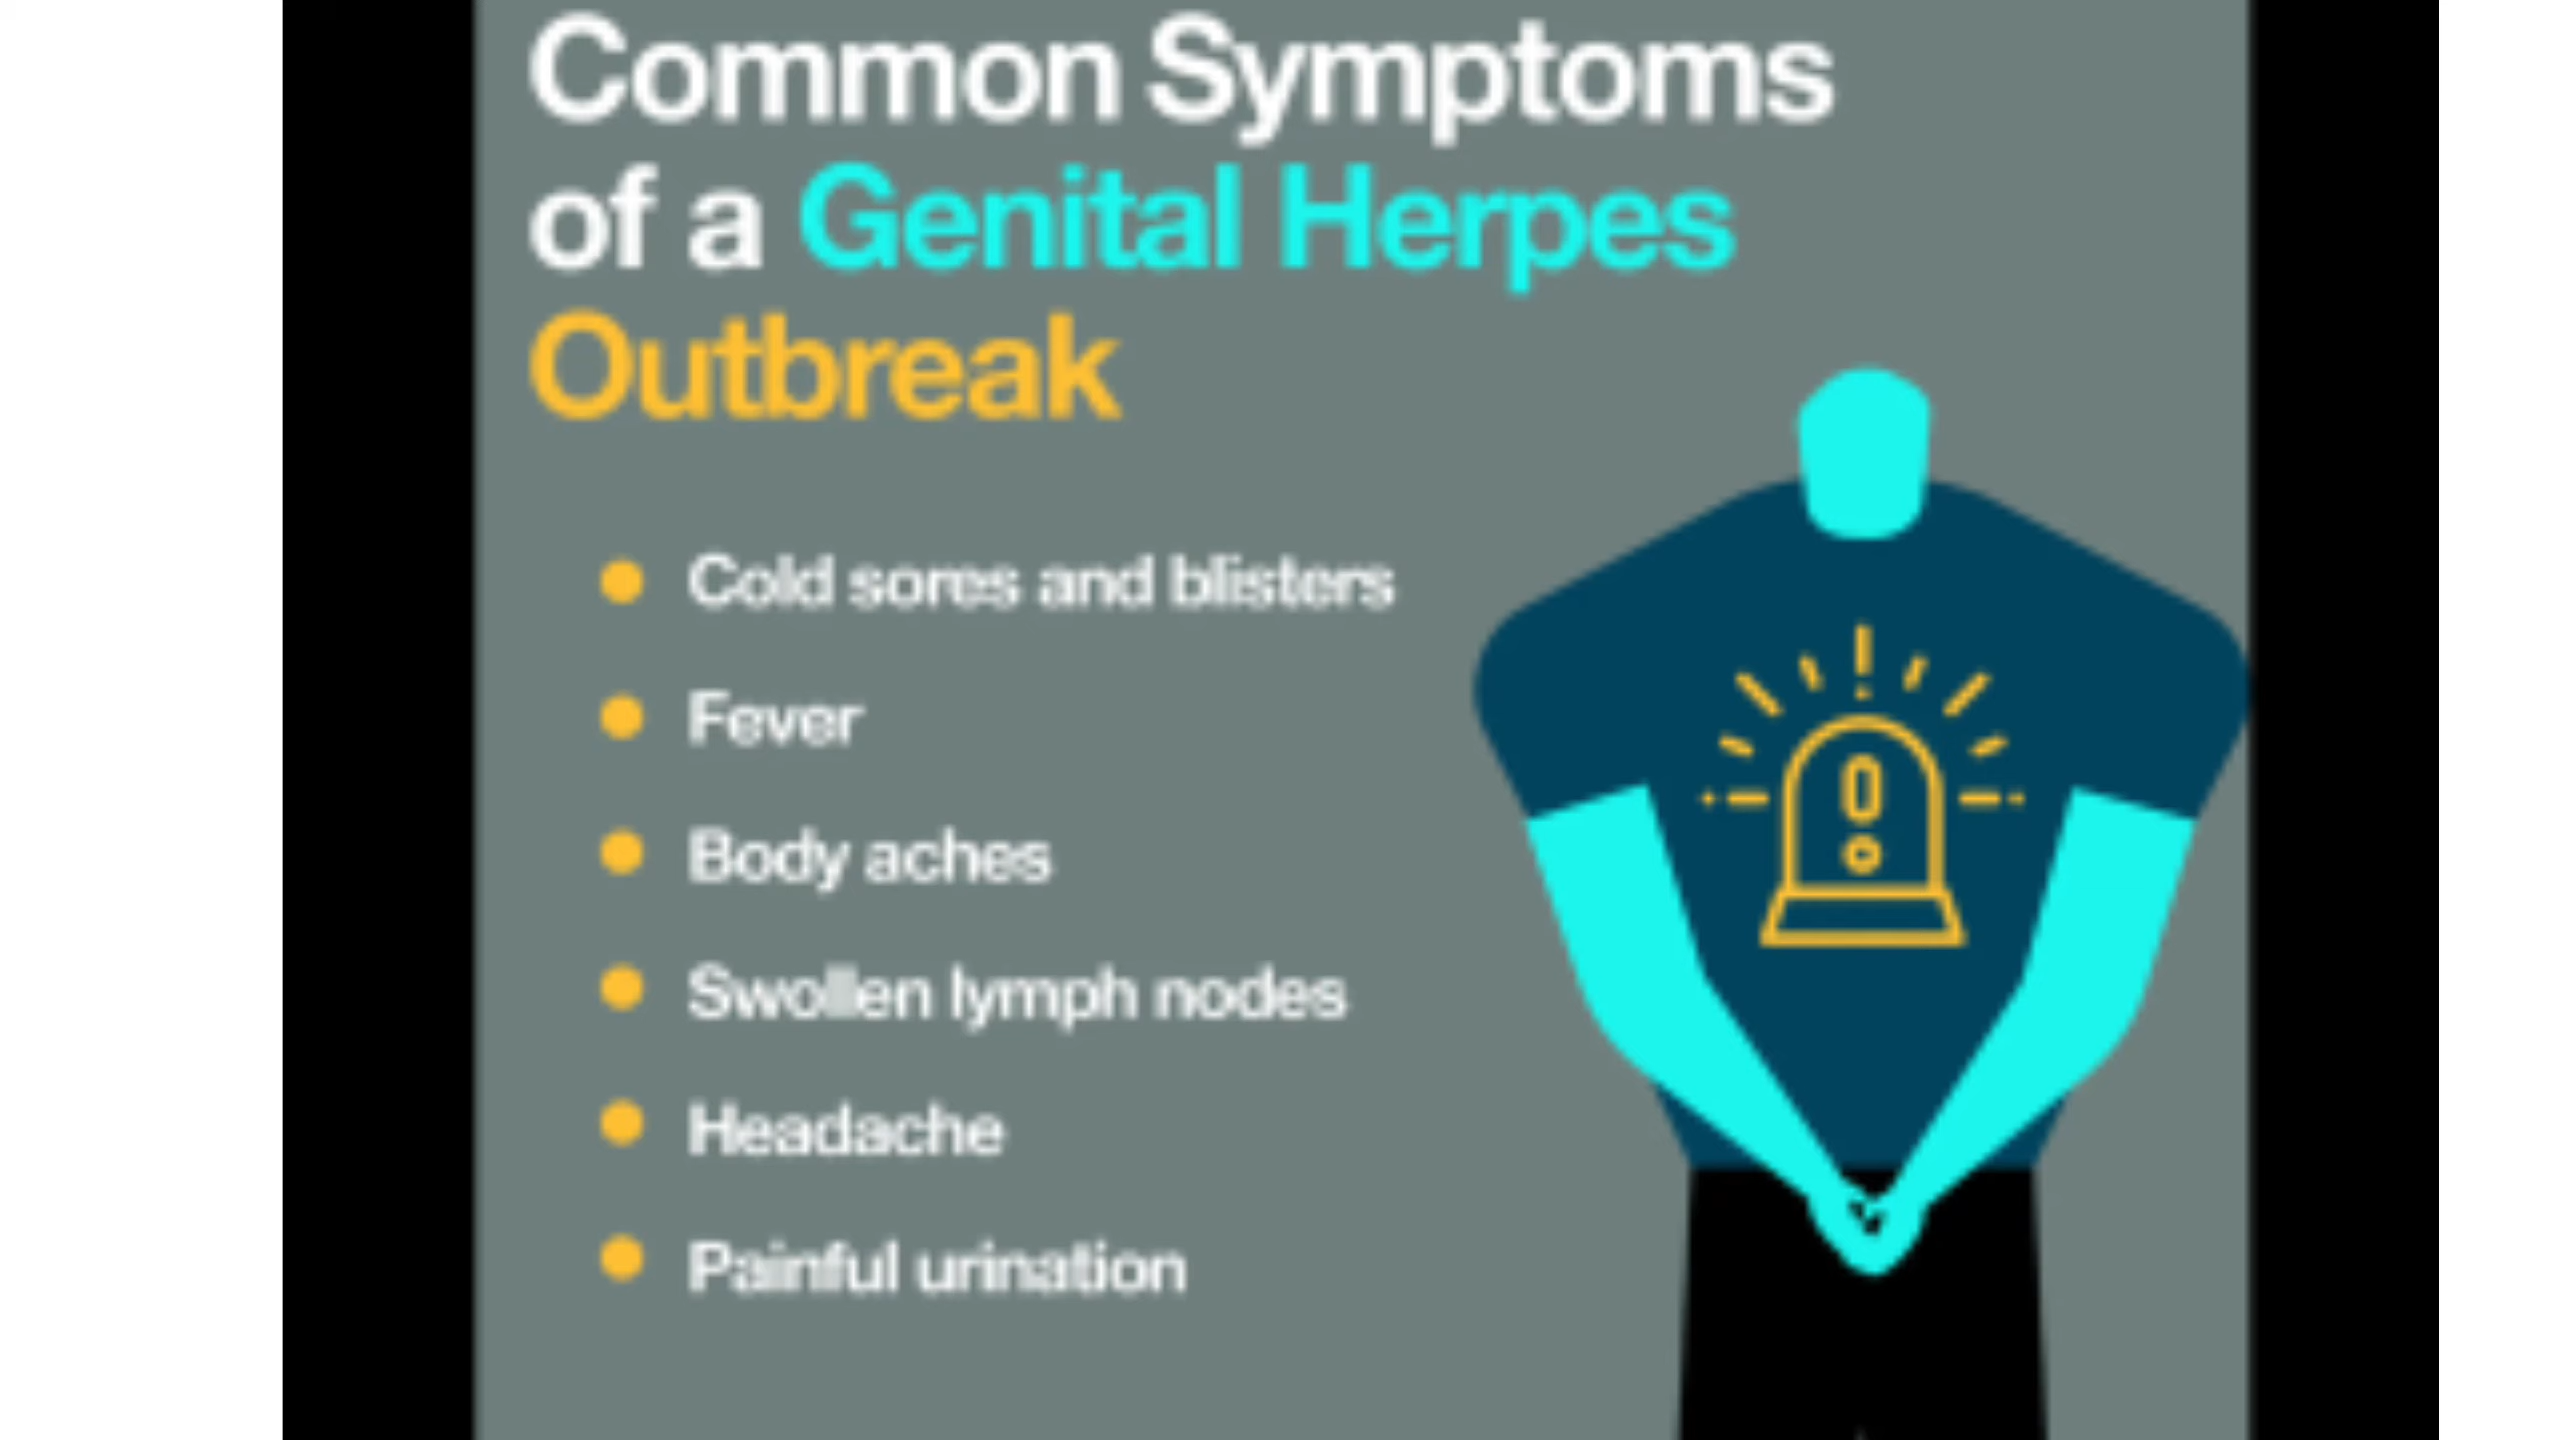 Common Symptoms
of a Genital Herpes
Outbreak
Cold sores and blisters
Fever
Body aches
Swollen lymph nodes
Headache
Painful urination